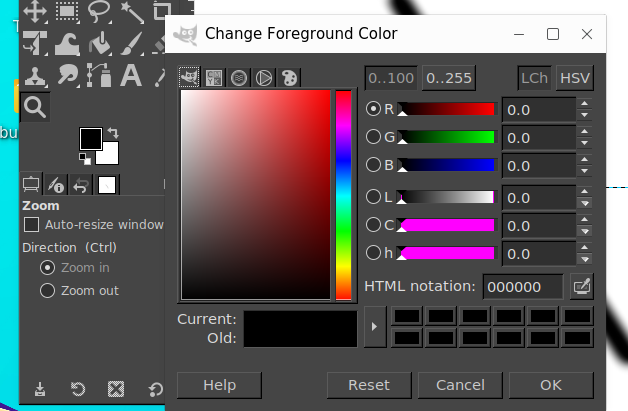 Change Foreground Color
0..100 0..255 LCh HSV
R 0.0
G 0.0
B 0.0
L 0.0
C 0.0
h 0.0
HTML notation: 000000
Current:
Old:
Help Reset Cancel OK
A
bu
Zoom
Auto-resize window
Direction (Ctrl)
Zoom in
Zoom out